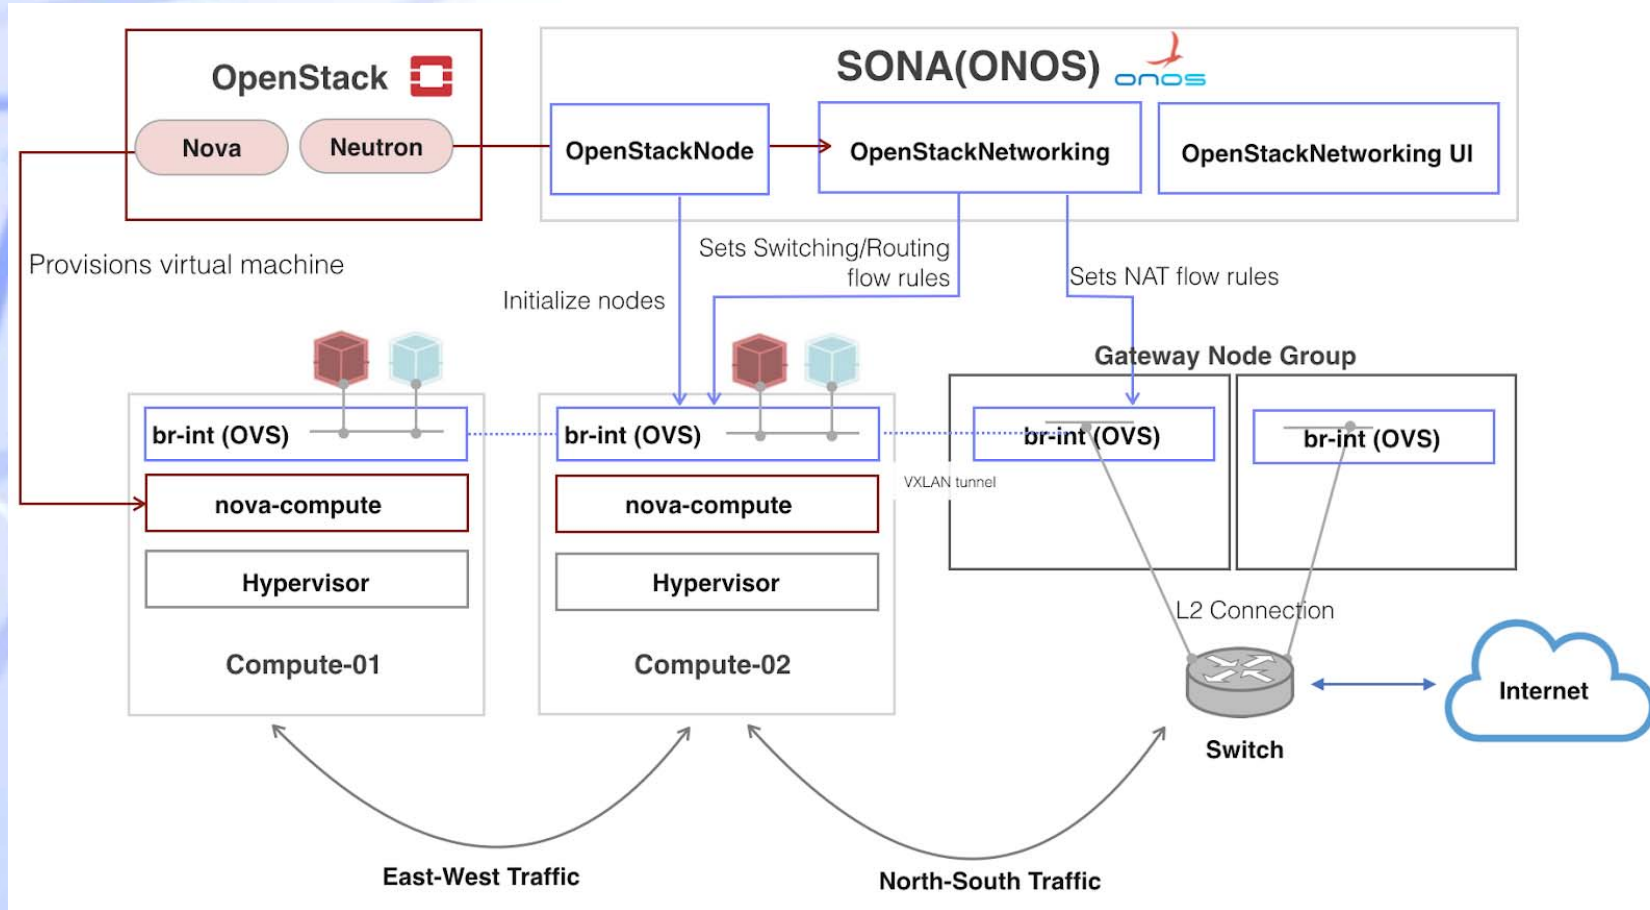 OpenStack
Nova
Neutron
SONA(ONOS)
onos
OpenStackNode
OpenStackNetworking
OpenStackNetworking UI
Provisions virtual machine
Initialize nodes
Sets Switching/Routing
flow rules
Sets NAT flow rules
Gateway Node Group
br-int (OVS)
br-int (OVS)
br-int (OVS)
br-int (OVS)
VXLAN tunnel
nova-compute
nova-compute
Hypervisor
Hypervisor
L2 Connection
Compute-01
Compute-02
Internet
Switch
East-West Traffic
North-South Traffic